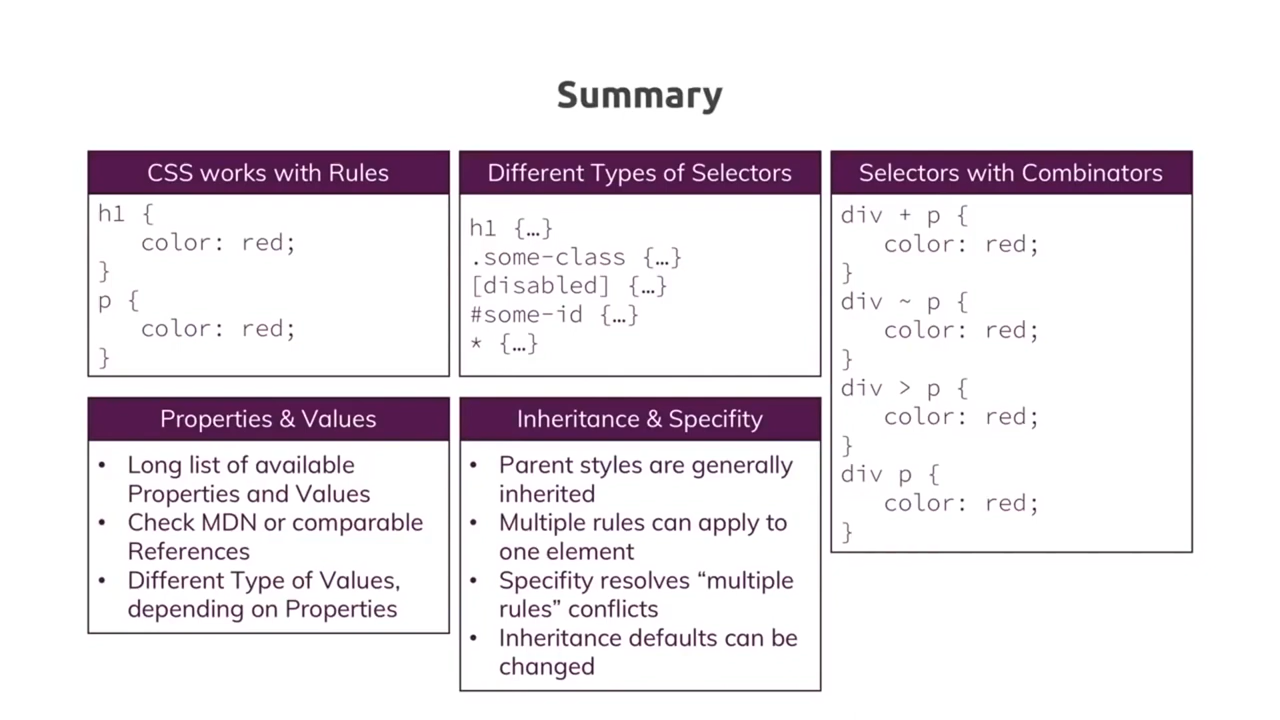 Summary
CSS works with Rules
h1 {
   color: red;
}
p {
   color: red;
}
Different Types of Selectors
h1 {…}
.some-class {…}
[disabled] {…}
#some-id {…}
* {…}
Selectors with Combinators
div + p {
   color: red;
}
div ~ p {
   color: red;
}
div > p {
   color: red;
}
div p {
   color: red;
}
Properties & Values
• Long list of available
Properties and Values
• Check MDN or comparable
References
• Different Type of Values,
depending on Properties
Inheritance & Specifity
• Parent styles are generally
inherited
• Multiple rules can apply to
one element
• Specifity resolves “multiple
rules” conflicts
• Inheritance defaults can be
changed